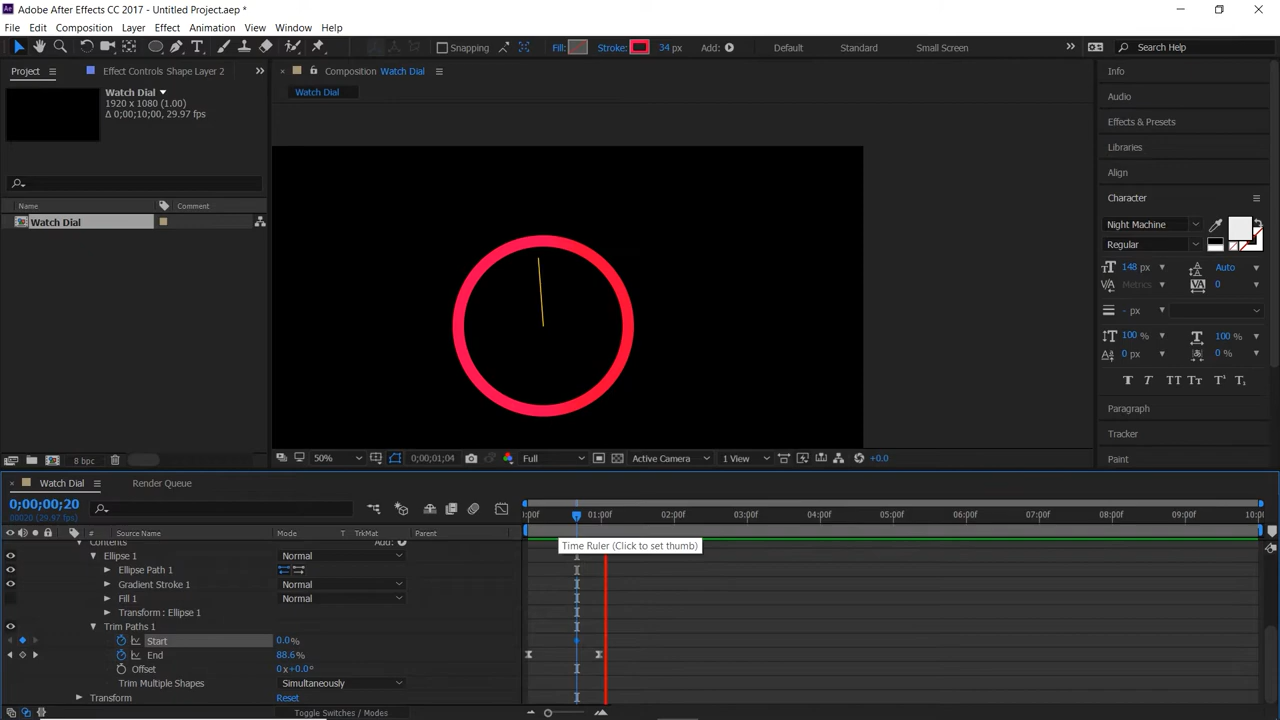 Adobe After Effects CC 2017 - Untitled Project.aep *
File Edit Composition Layer Effect Animation View Window Help
Snapping Fill: Stroke: 34 px Add: Default Standard Small Screen Search Help
Project Effect Controls Shape Layer 2 Composition Watch Dial Info
Watch Dial
Watch Dial
1920 x 1080 (1.00)
Δ 0;00;10;00, 29.97 fps
Audio
Effects & Presets
Libraries
Align
Character
Name Comment
Watch Dial
Night Machine
Regular
148 px Auto
Metrics 0
- px
100 % 100 %
0 px 0 %
T T TT Tt T¹ T₁
Paragraph
Tracker
Paint
8 bpc 50% 0;00;01;04 Full Active Camera 1 View +0.0
Watch Dial Render Queue
0;00;00;20
00020 (29.97 fps)
0:00f 01:00f 02:00f 03:00f 04:00f 05:00f 06:00f 07:00f 08:00f 09:00f 10:00f
# Source Name Mode T TrkMat Parent
Time Ruler (Click to set thumb)
Contents Add:
Ellipse 1 Normal
Ellipse Path 1
Gradient Stroke 1 Normal
Fill 1 Normal
Transform: Ellipse 1
Trim Paths 1
Start 0.0%
End 88.6%
Offset 0x+0.0°
Trim Multiple Shapes Simultaneously
Transform Reset
Toggle Switches / Modes